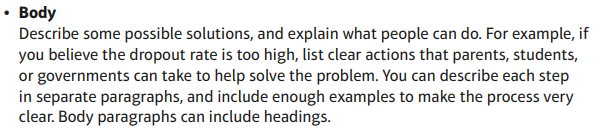 • Body
Describe some possible solutions, and explain what people can do. For example, if
you believe the dropout rate is too high, list clear actions that parents, students,
or governments can take to help solve the problem. You can describe each step
in separate paragraphs, and include enough examples to make the process very
clear. Body paragraphs can include headings.